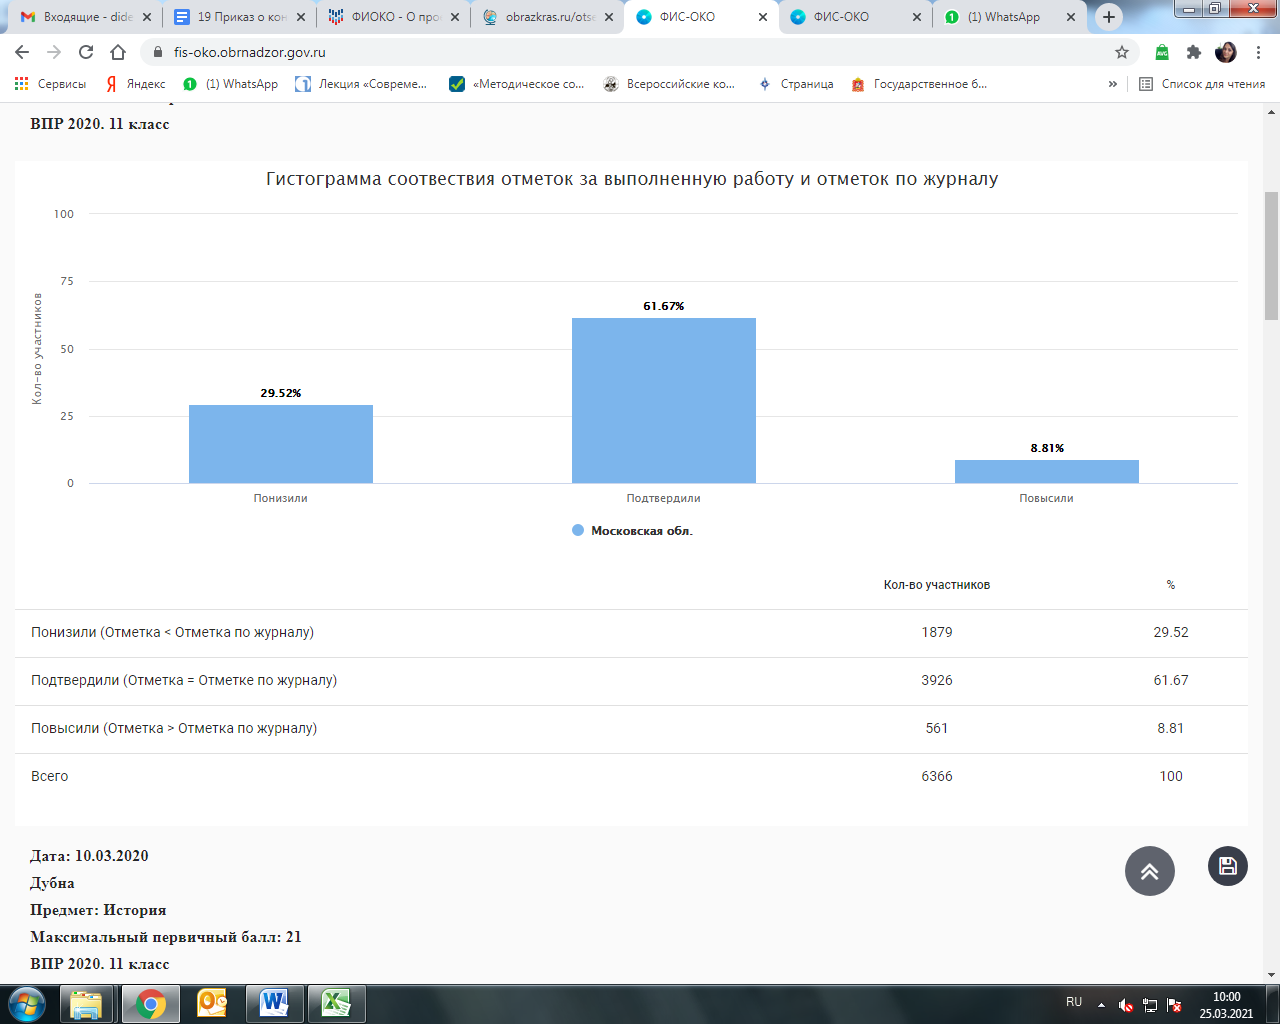 Входящие - dide
19 Приказ о кон
ФИОКО - О про
obrazkras.ru/otse
ФИС-ОКО
ФИС-ОКО
(1) WhatsApp
fis-oko.obrnadzor.gov.ru
Сервисы
Яндекс
(1) WhatsApp
Лекция «Совреме...
«Методическое со...
Всероссийские ко...
Страница
Государственное б...
»
Список для чтения
ВПР 2020. 11 класс
Гистограмма соотвествия отметок за выполненную работу и отметок по журналу
100
75
50
25
0
Кол-во участников
29.52%
61.67%
8.81%
Понизили
Подтвердили
Повысили
Московская обл.
Кол-во участников %
Понизили (Отметка < Отметка по журналу) 1879 29.52
Подтвердили (Отметка = Отметке по журналу) 3926 61.67
Повысили (Отметка > Отметка по журналу) 561 8.81
Всего 6366 100
Дата: 10.03.2020
Дубна
Предмет: История
Максимальный первичный балл: 21
ВПР 2020. 11 класс
RU
10:00
25.03.2021